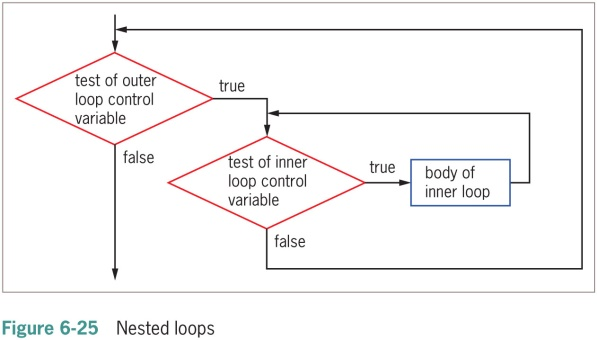 test of outer
loop control
variable
true
false
test of inner
loop control
variable
true
body of
inner loop
false
Figure 6-25 Nested loops